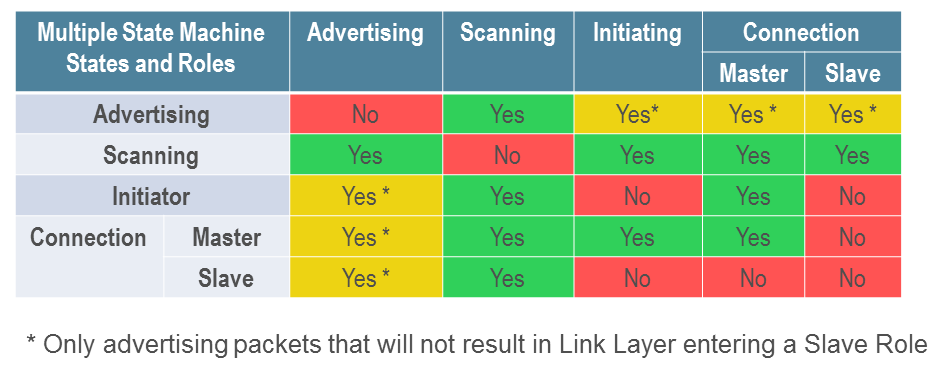 Multiple State Machine Advertising Scanning Initiating Connection
States and Roles Master Slave
Advertising No Yes Yes* Yes * Yes *
Scanning Yes No Yes Yes Yes
Initiator Yes * Yes No Yes No
Connection Master Yes * Yes Yes Yes No
Slave Yes * Yes No No No
* Only advertising packets that will not result in Link Layer entering a Slave Role